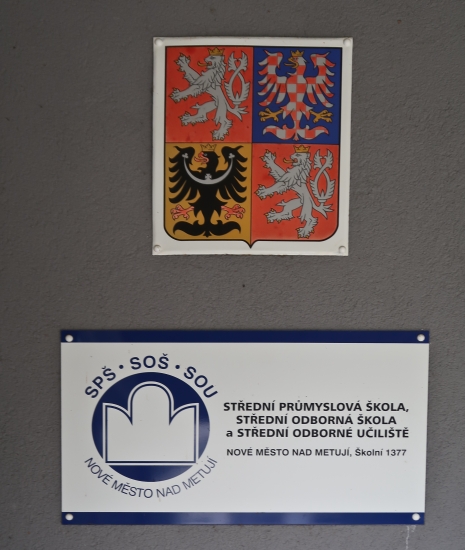 SPŠ · SOŠ · SOU
NOVÉ MĚSTO NAD METUJÍ
STŘEDNÍ PRŮMYSLOVÁ ŠKOLA,
STŘEDNÍ ODBORNÁ ŠKOLA
a STŘEDNÍ ODBORNÉ UČILIŠTĚ
NOVÉ MĚSTO NAD METUJÍ, Školní 1377